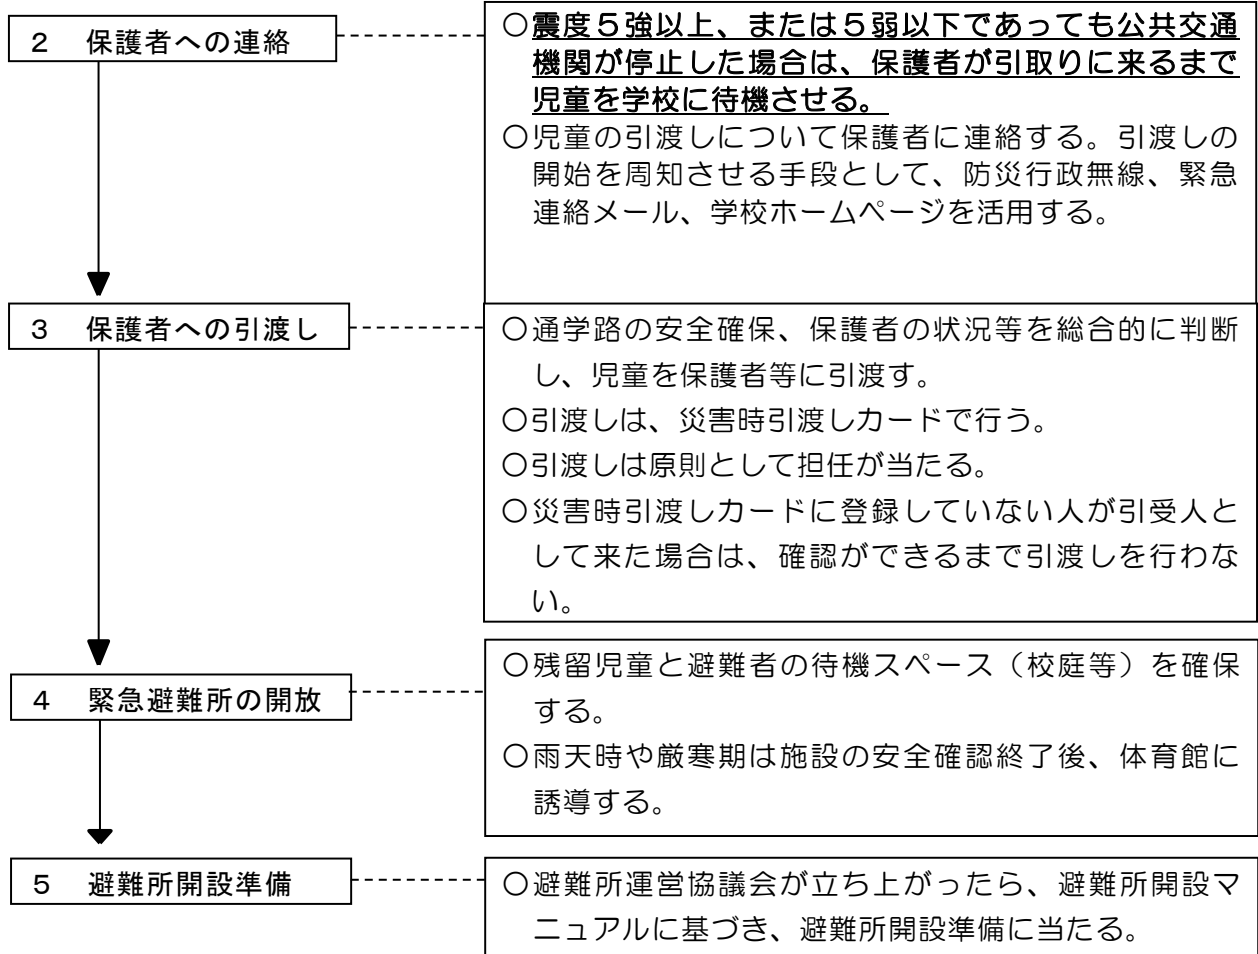 ２　保護者への連絡
○震度５強以上、または５弱以下であっても公共交通
機関が停止した場合は、保護者が引取りに来るまで
児童を学校に待機させる。
○児童の引渡しについて保護者に連絡する。引渡しの
開始を周知させる手段として、防災行政無線、緊急
連絡メール、学校ホームページを活用する。
３　保護者への引渡し
○通学路の安全確保、保護者の状況等を総合的に判断
し、児童を保護者等に引渡す。
○引渡しは、災害時引渡しカードで行う。
○引渡しは原則として担任が当たる。
○災害時引渡しカードに登録していない人が引受人と
して来た場合は、確認ができるまで引渡しを行わな
い。
４　緊急避難所の開放
○残留児童と避難者の待機スペース（校庭等）を確保
する。
○雨天時や厳寒期は施設の安全確認終了後、体育館に
誘導する。
５　避難所開設準備
○避難所運営協議会が立ち上がったら、避難所開設マ
ニュアルに基づき、避難所開設準備に当たる。